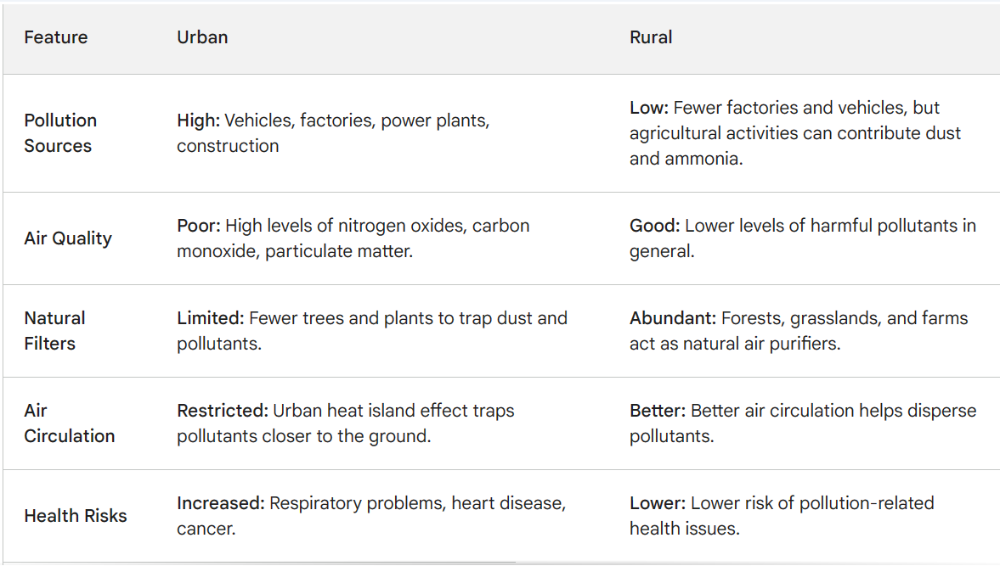 Feature
Urban
Rural
Pollution
Sources
High: Vehicles, factories, power plants,
construction
Low: Fewer factories and vehicles, but
agricultural activities can contribute dust
and ammonia.
Air Quality
Poor: High levels of nitrogen oxides, carbon
monoxide, particulate matter.
Good: Lower levels of harmful pollutants in
general.
Natural
Filters
Limited: Fewer trees and plants to trap dust and
pollutants.
Abundant: Forests, grasslands, and farms
act as natural air purifiers.
Air
Circulation
Restricted: Urban heat island effect traps
pollutants closer to the ground.
Better: Better air circulation helps disperse
pollutants.
Health Risks
Increased: Respiratory problems, heart disease,
cancer.
Lower: Lower risk of pollution-related
health issues.